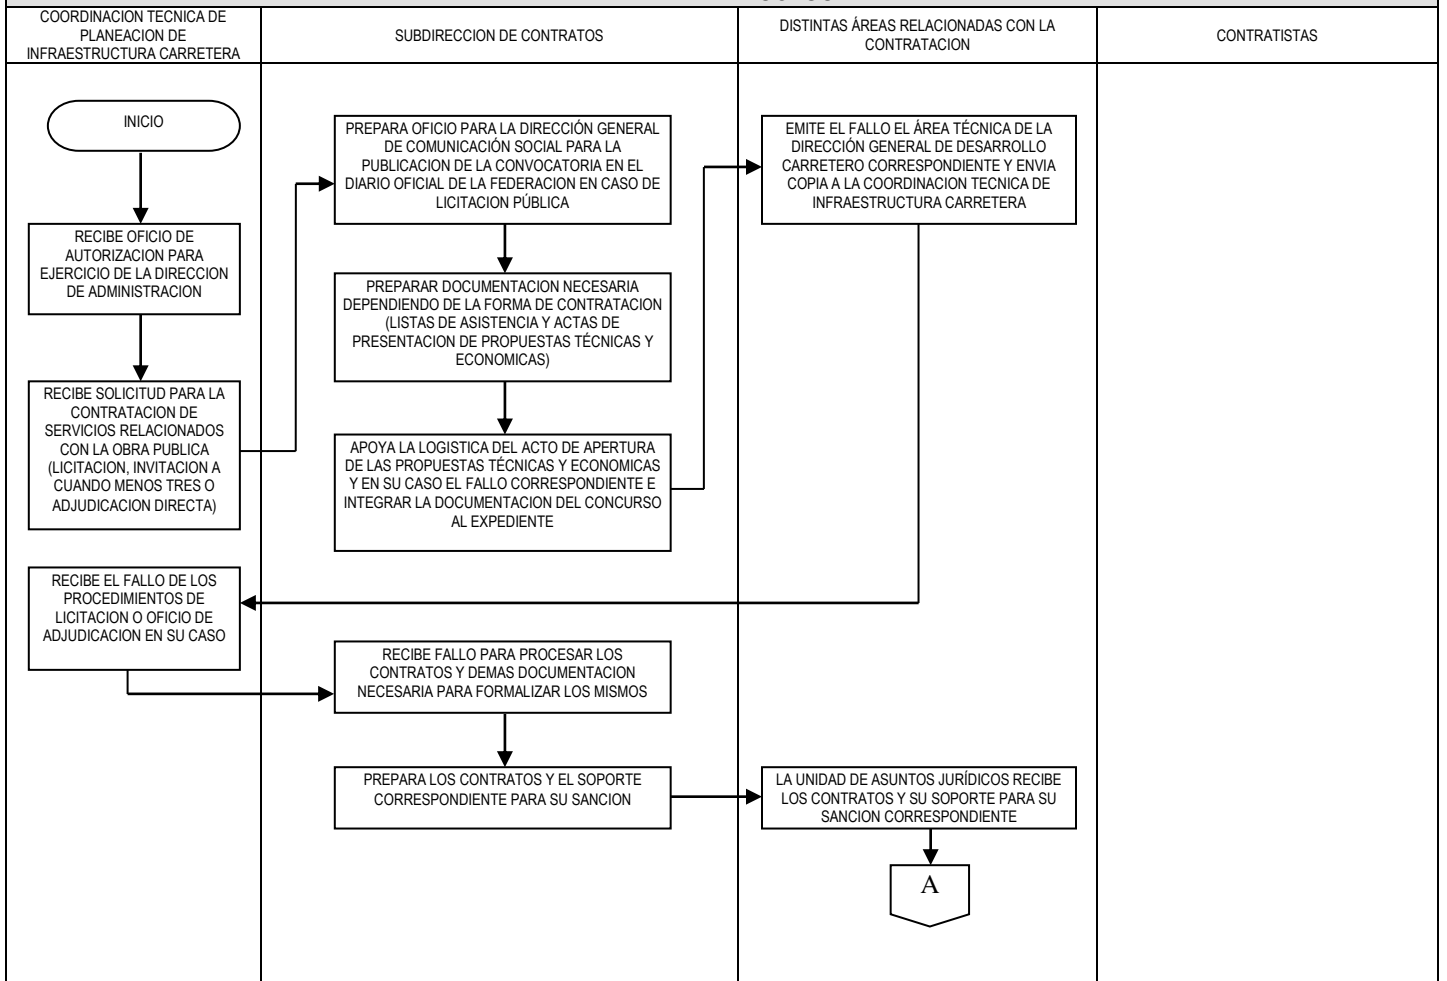 COORDINACION TECNICA DE
PLANEACION DE
INFRAESTRUCTURA CARRETERA
SUBDIRECCION DE CONTRATOS
DISTINTAS ÁREAS RELACIONADAS CON LA
CONTRATACION
CONTRATISTAS
INICIO
RECIBE OFICIO DE
AUTORIZACION PARA
EJERCICIO DE LA DIRECCION
DE ADMINISTRACION
RECIBE SOLICITUD PARA LA
CONTRATACION DE
SERVICIOS RELACIONADOS
CON LA OBRA PUBLICA
(LICITACION, INVITACION A
CUANDO MENOS TRES O
ADJUDICACION DIRECTA)
PREPARA OFICIO PARA LA DIRECCIÓN GENERAL
DE COMUNICACIÓN SOCIAL PARA LA
PUBLICACION DE LA CONVOCATORIA EN EL
DIARIO OFICIAL DE LA FEDERACION EN CASO DE
LICITACION PÚBLICA
PREPARAR DOCUMENTACION NECESARIA
DEPENDIENDO DE LA FORMA DE CONTRATACION
(LISTAS DE ASISTENCIA Y ACTAS DE
PRESENTACION DE PROPUESTAS TÉCNICAS Y
ECONOMICAS)
APOYA LA LOGISTICA DEL ACTO DE APERTURA
DE LAS PROPUESTAS TÉCNICAS Y ECONOMICAS
Y EN SU CASO EL FALLO CORRESPONDIENTE E
INTEGRAR LA DOCUMENTACION DEL CONCURSO
AL EXPEDIENTE
EMITE EL FALLO EL ÁREA TÉCNICA DE LA
DIRECCIÓN GENERAL DE DESARROLLO
CARRETERO CORRESPONDIENTE Y ENVIA
COPIA A LA COORDINACION TECNICA DE
INFRAESTRUCTURA CARRETERA
RECIBE EL FALLO DE LOS
PROCEDIMIENTOS DE
LICITACION O OFICIO DE
ADJUDICACION EN SU CASO
RECIBE FALLO PARA PROCESAR LOS
CONTRATOS Y DEMAS DOCUMENTACION
NECESARIA PARA FORMALIZAR LOS MISMOS
PREPARA LOS CONTRATOS Y EL SOPORTE
CORRESPONDIENTE PARA SU SANCION
LA UNIDAD DE ASUNTOS JURÍDICOS RECIBE
LOS CONTRATOS Y SU SOPORTE PARA SU
SANCION CORRESPONDIENTE
A